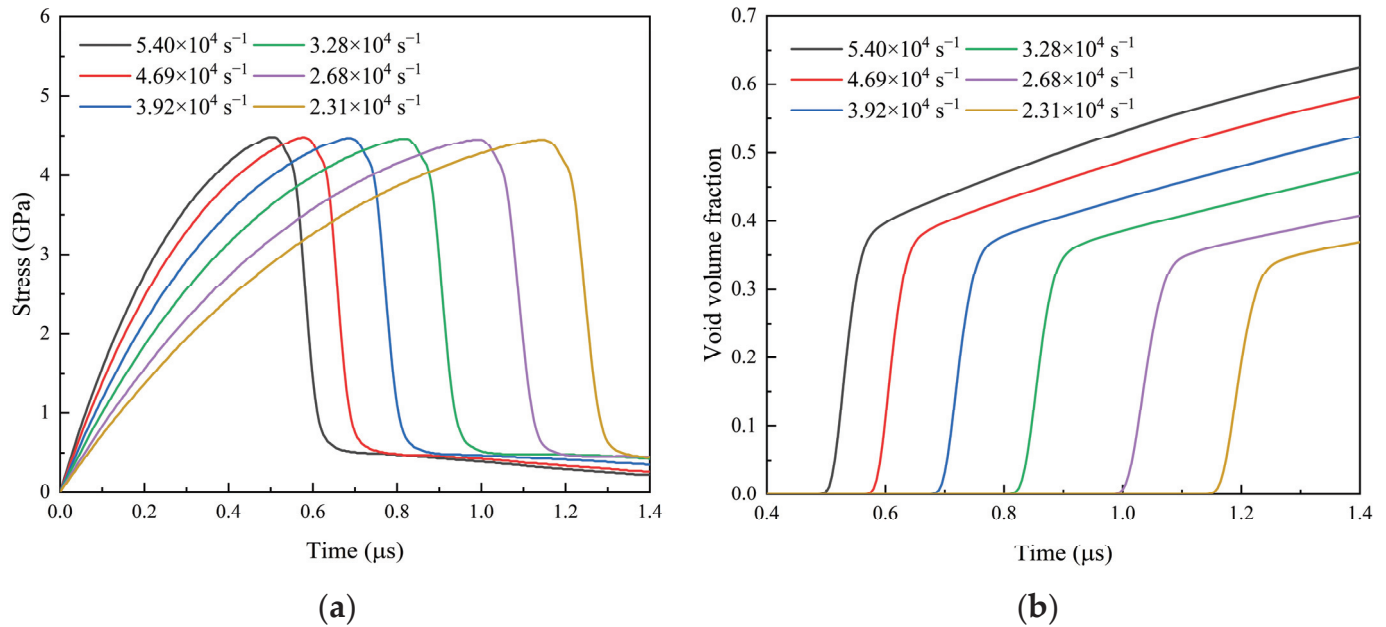 5.40×10⁴ s⁻¹ 3.28×10⁴ s⁻¹
4.69×10⁴ s⁻¹ 2.68×10⁴ s⁻¹
3.92×10⁴ s⁻¹ 2.31×10⁴ s⁻¹
Stress (GPa)
6
5
4
3
2
1
0
0.0 0.2 0.4 0.6 0.8 1.0 1.2 1.4
Time (μs)
(a)
5.40×10⁴ s⁻¹ 3.28×10⁴ s⁻¹
4.69×10⁴ s⁻¹ 2.68×10⁴ s⁻¹
3.92×10⁴ s⁻¹ 2.31×10⁴ s⁻¹
Void volume fraction
0.7
0.6
0.5
0.4
0.3
0.2
0.1
0.0
0.4 0.6 0.8 1.0 1.2 1.4
Time (μs)
(b)